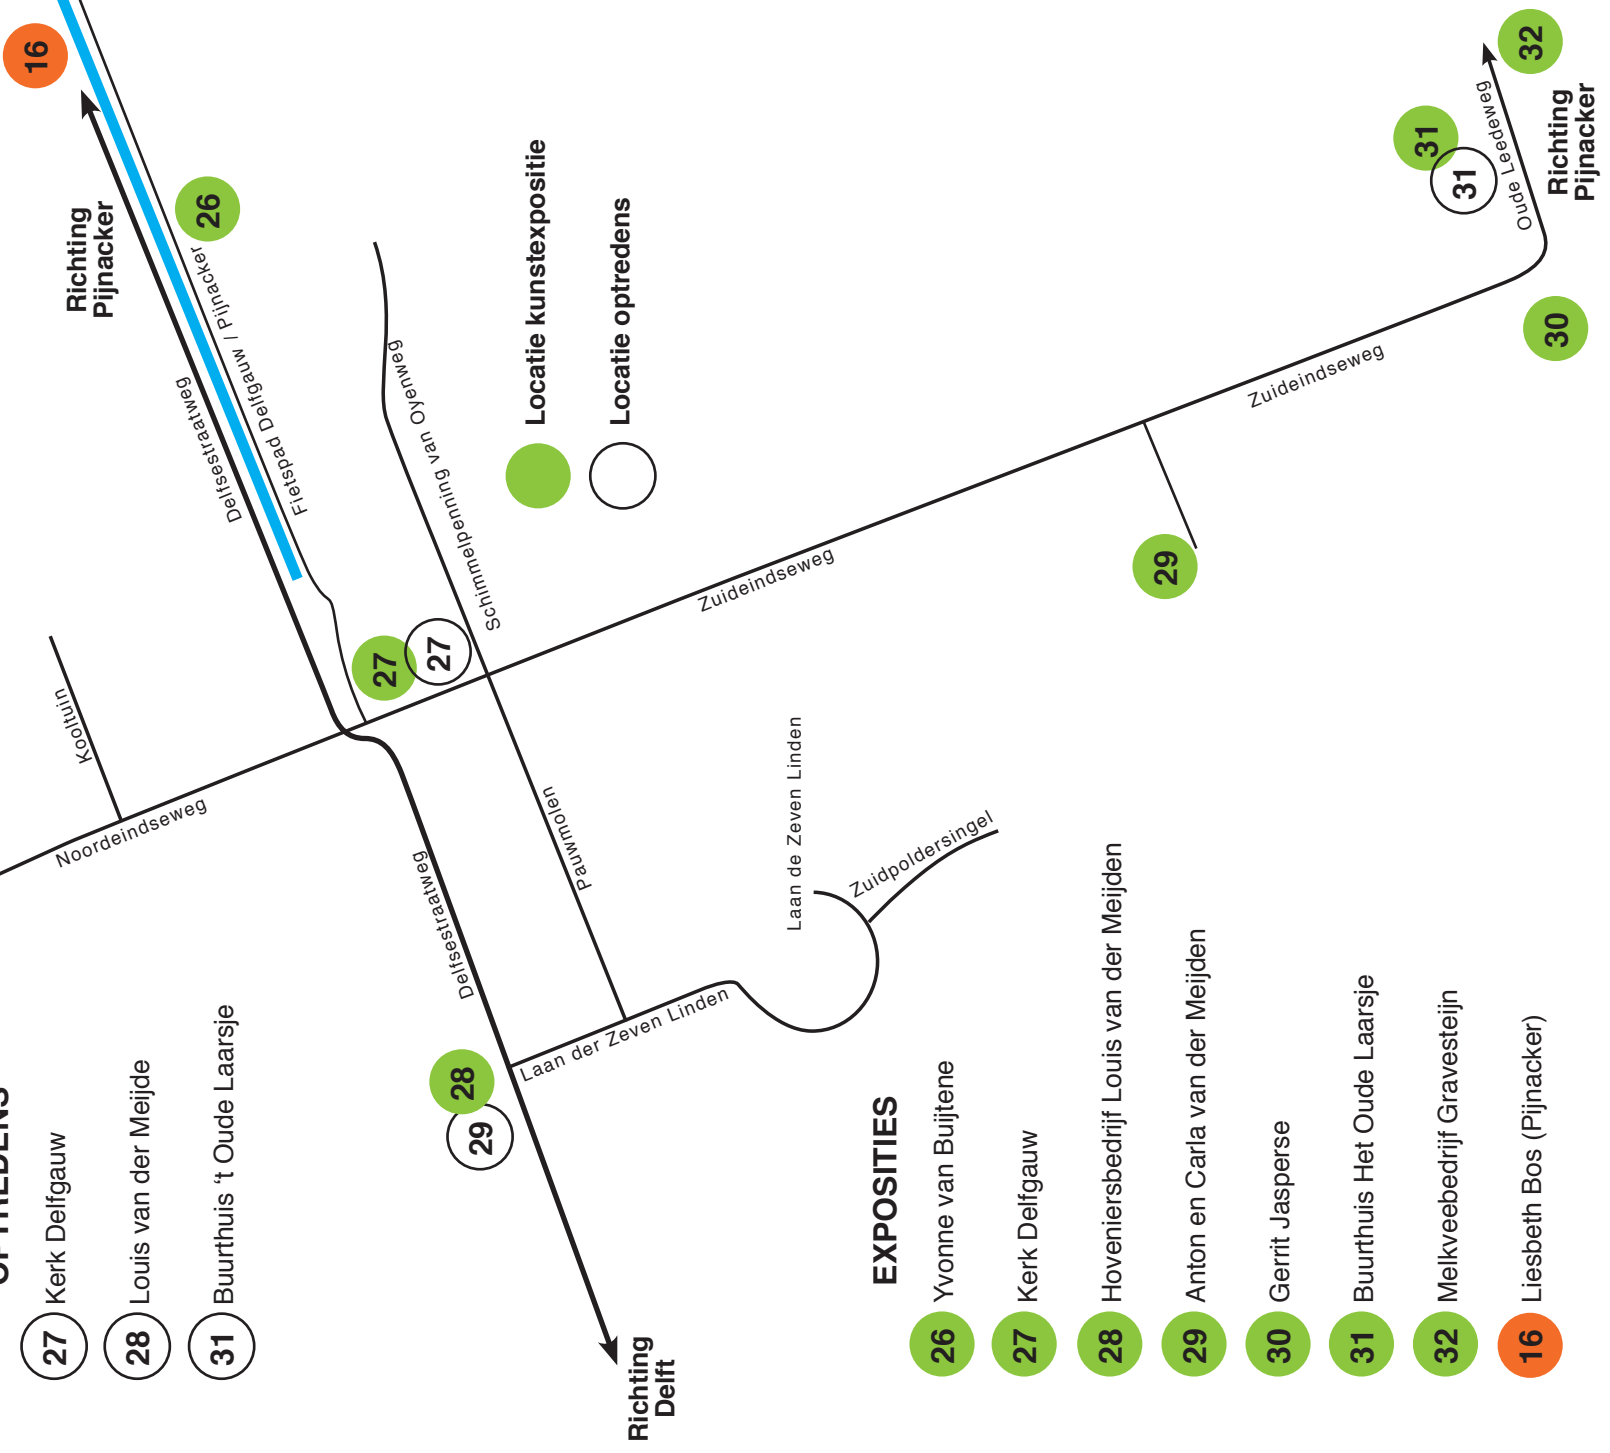 OPTREDENS
27 Kerk Delfgauw
28 Louis van der Meijde
31 Buurthuis ‘t Oude Laarsje
Richting
Delft
29
28
Delfsestraatweg
Noordeindseweg
Kooltuin
Laan der Zeven Linden
Pauwmolen
Laan de Zeven Linden
Zuidpoldersingel
27
27
Delfsestraatweg
Fietspad Delfgauw / Pijnacker
Richting
Pijnacker
16
26
Schimmelpenning van Oyenweg
Locatie kunstexpositie
Locatie optredens
Zuideindseweg
29
Zuideindseweg
30
31
31
Oude Leedeweg
32
Richting
Pijnacker
EXPOSITIES
26 Yvonne van Buijtene
27 Kerk Delfgauw
28 Hoveniersbedrijf Louis van der Meijden
29 Anton en Carla van der Meijden
30 Gerrit Jasperse
31 Buurthuis Het Oude Laarsje
32 Melkveebedrijf Gravesteijn
16 Liesbeth Bos (Pijnacker)